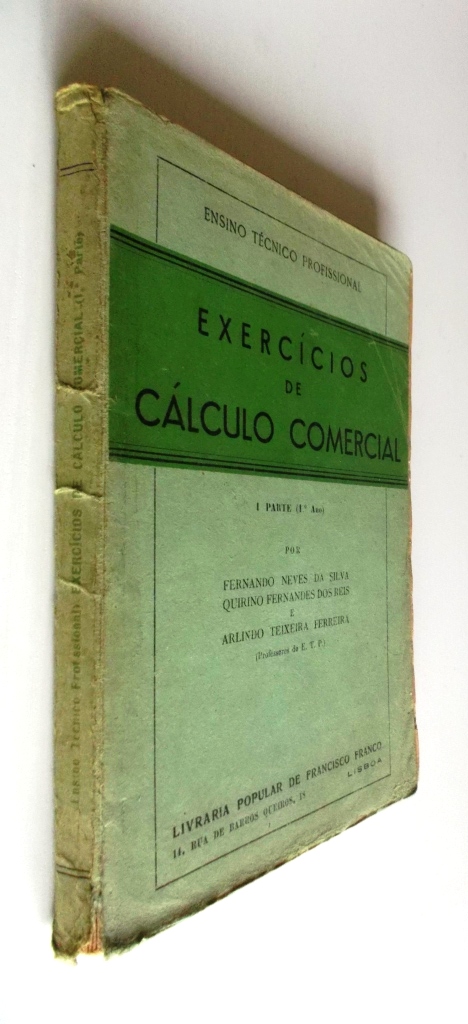 ENSINO TÉCNICO PROFISSIONAL
EXERCÍCIOS
DE
CÁLCULO COMERCIAL
I PARTE (1.º Ano)
POR
FERNANDO NEVES DA SILVA
QUIRINO FERNANDES DOS REIS
E
ARLINDO TEIXEIRA FERREIRA
(Professores do E. T. P.)
LIVRARIA POPULAR DE FRANCISCO FRANCO
14, RUA DE BARROS QUEIROS, 18
LISBOA
Ensino Técnico Profissional: EXERCÍCIOS DE CÁLCULO COMERCIAL (1.ª Parte)